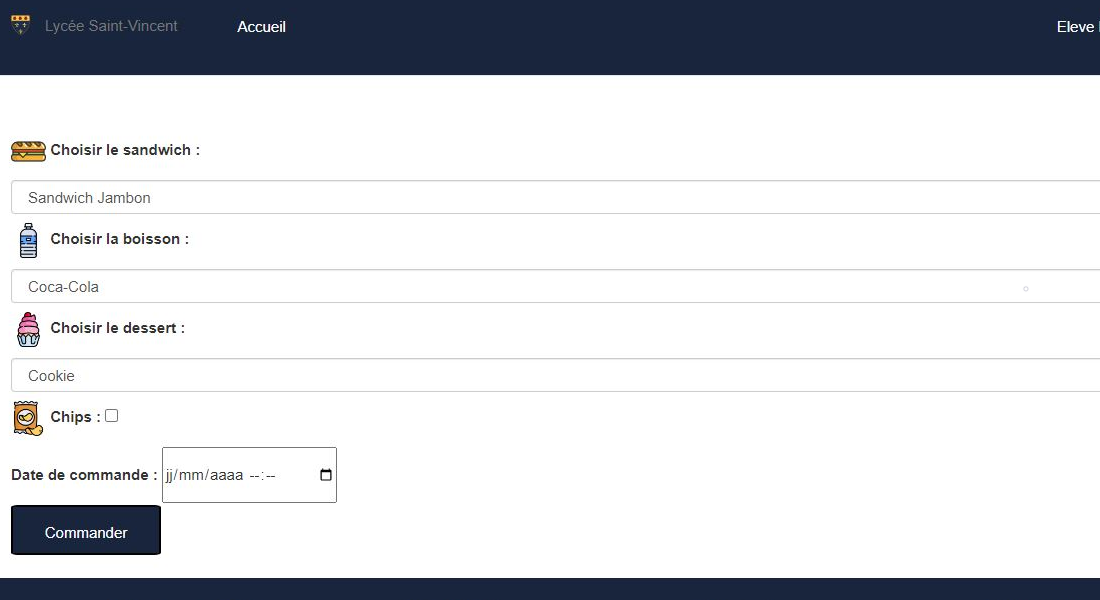 Lycée Saint-Vincent Accueil Eleve
Choisir le sandwich :
Sandwich Jambon
Choisir la boisson :
Coca-Cola
Choisir le dessert :
Cookie
Chips :
Date de commande : jj/mm/aaaa --:--
Commander